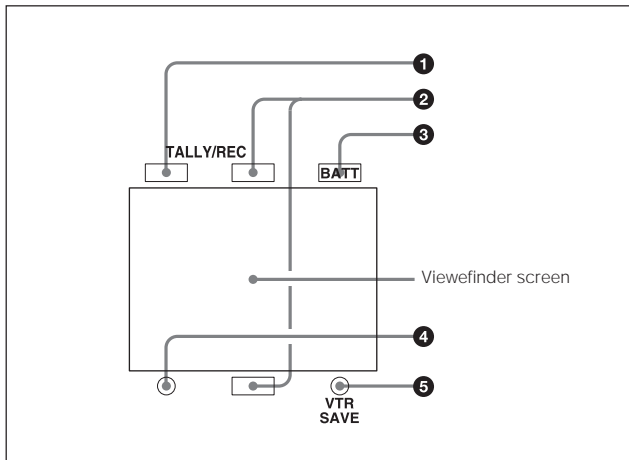 1
2
3
TALLY/REC
BATT
Viewefinder screen
4
5
VTR
SAVE